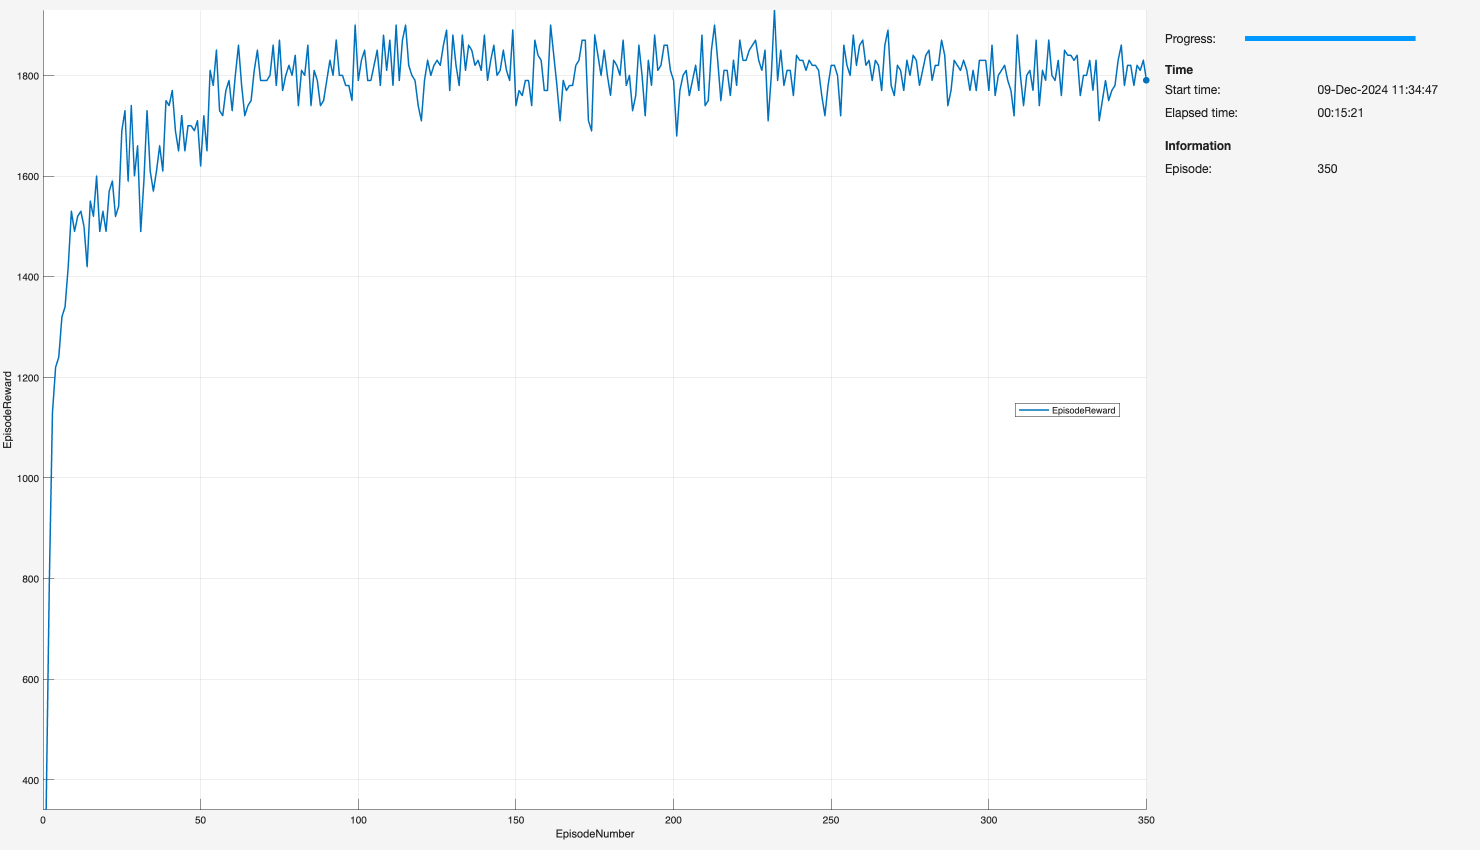 1800
1600
1400
1200
1000
800
600
400
EpisodeReward
0
50
100
150
200
250
300
350
EpisodeNumber
EpisodeReward
Progress:
Time
Start time: 09-Dec-2024 11:34:47
Elapsed time: 00:15:21
Information
Episode: 350